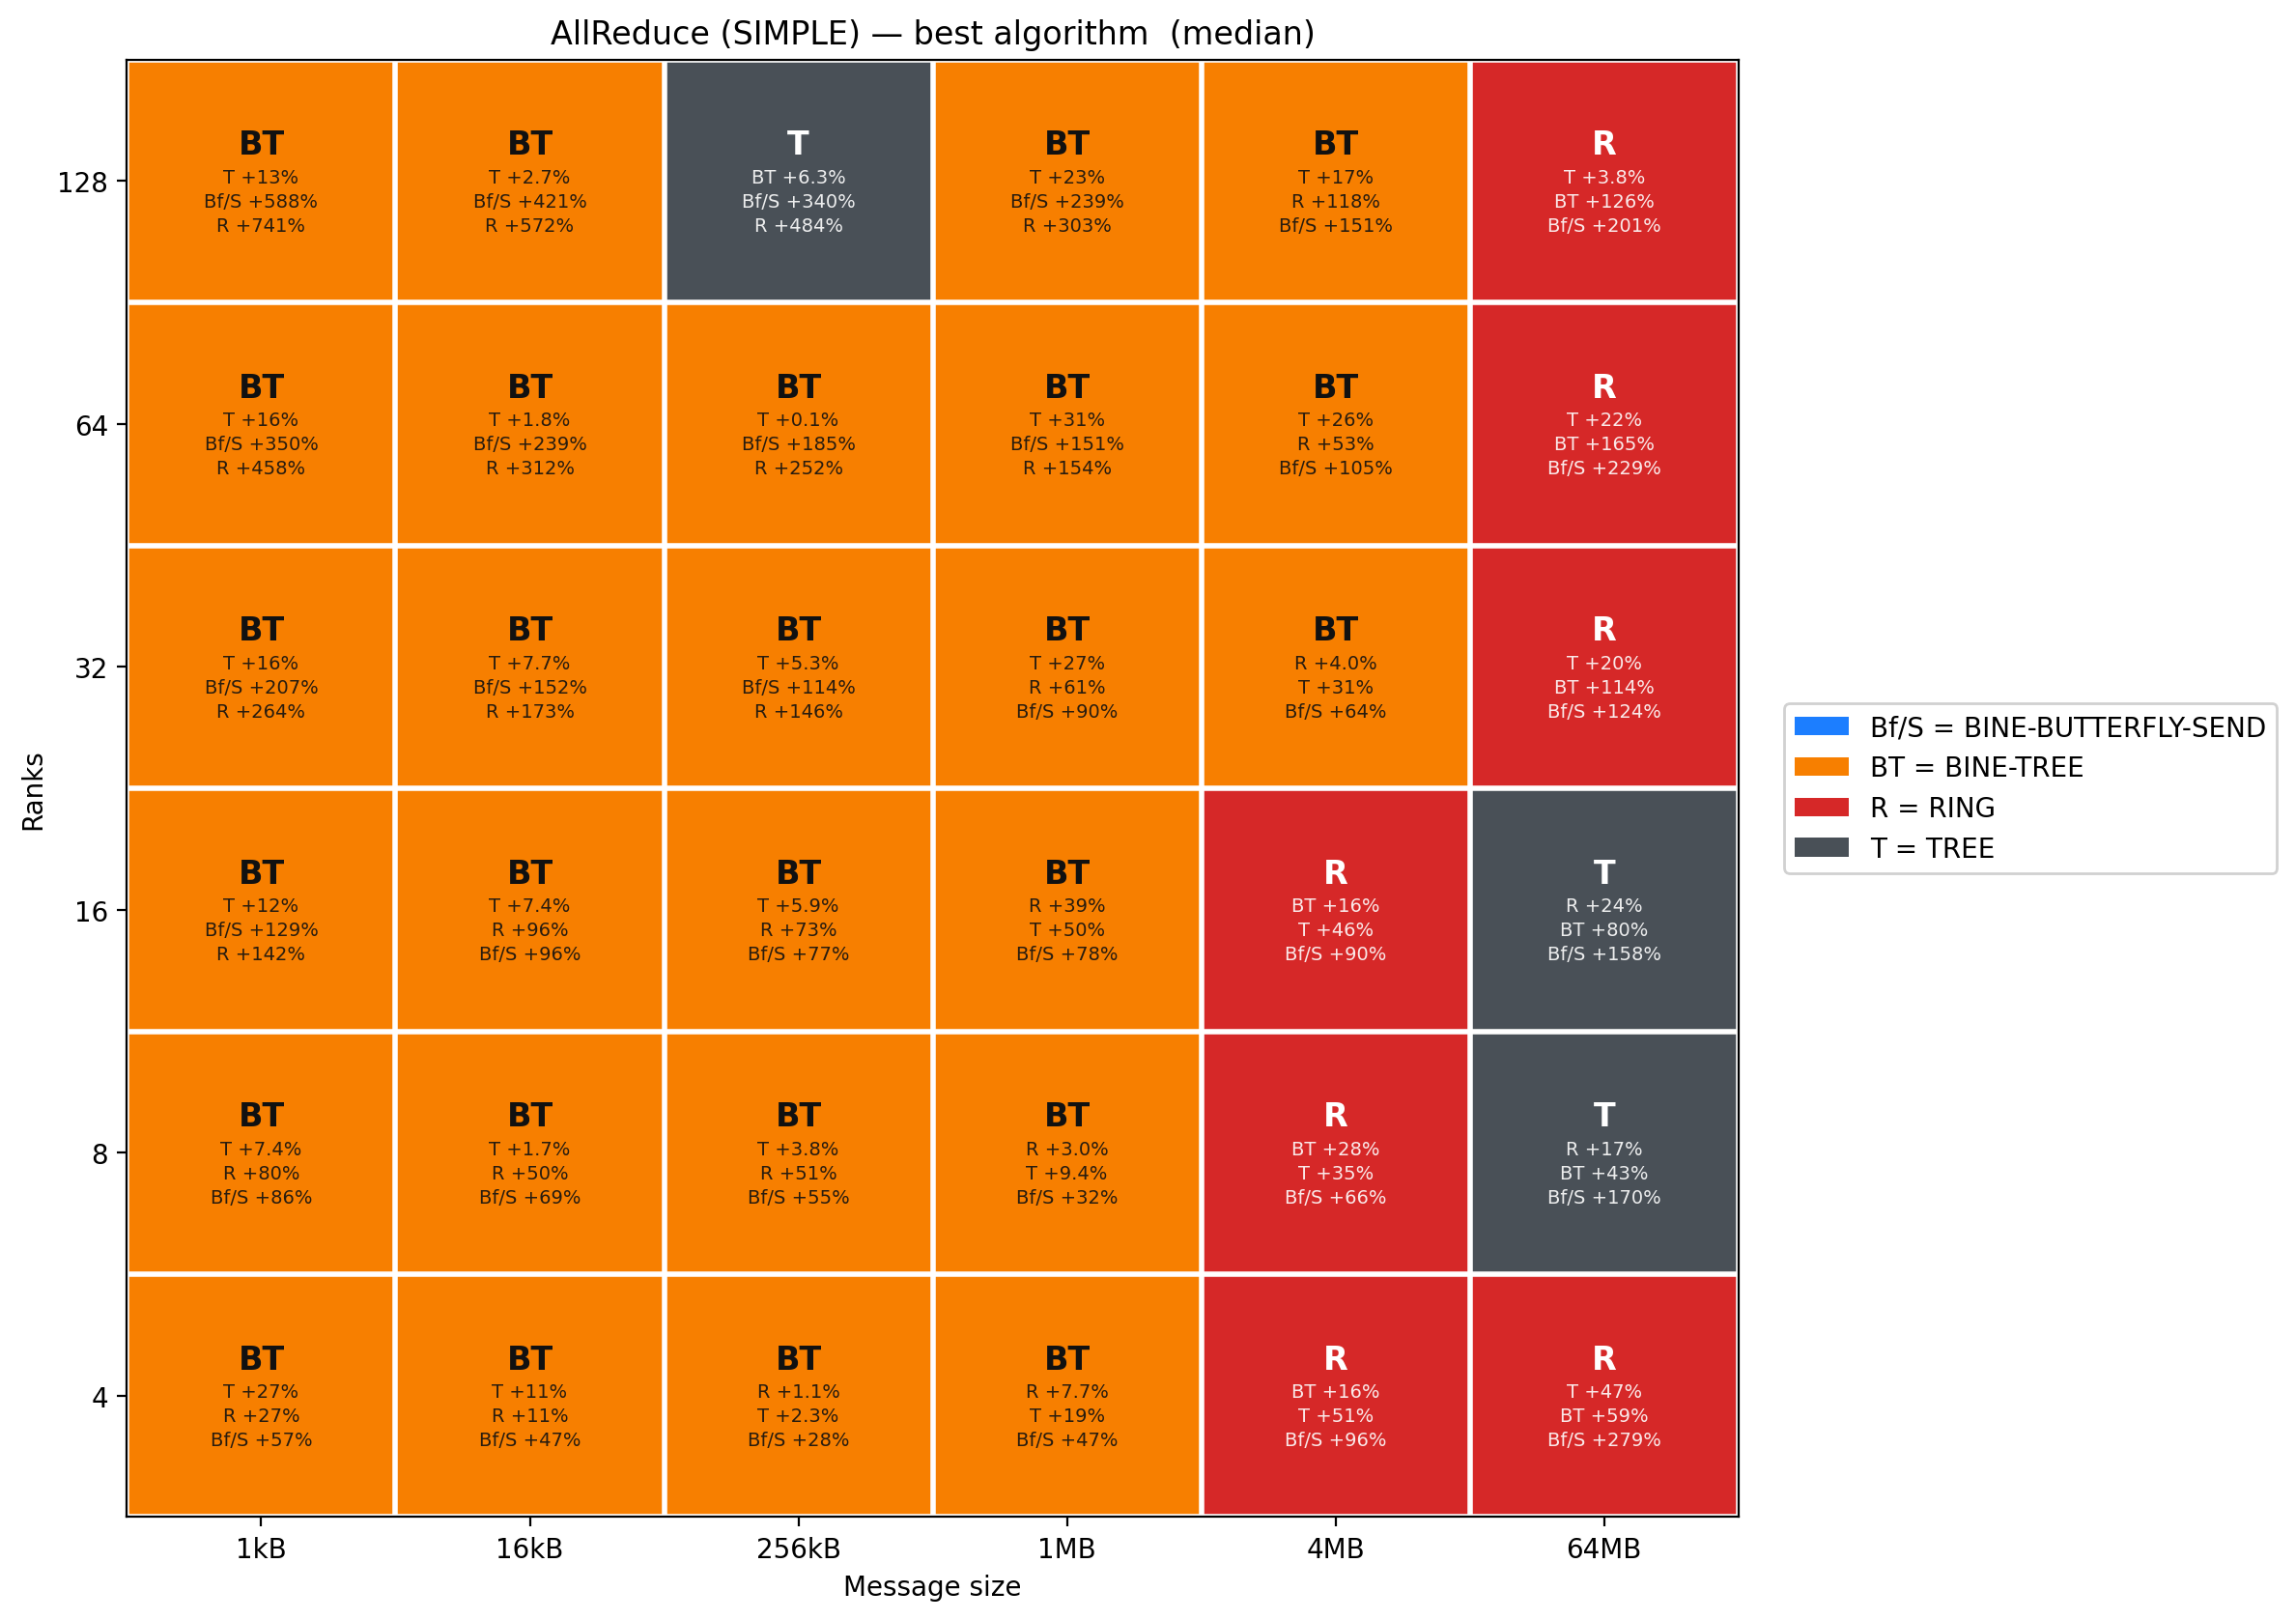 AllReduce (SIMPLE) — best algorithm  (median)
Ranks
128
BT
T +13%
Bf/S +588%
R +741%
BT
T +2.7%
Bf/S +421%
R +572%
T
BT +6.3%
Bf/S +340%
R +484%
BT
T +23%
Bf/S +239%
R +303%
BT
T +17%
R +118%
Bf/S +151%
R
T +3.8%
BT +126%
Bf/S +201%
64
BT
T +16%
Bf/S +350%
R +458%
BT
T +1.8%
Bf/S +239%
R +312%
BT
T +0.1%
Bf/S +185%
R +252%
BT
T +31%
Bf/S +151%
R +154%
BT
T +26%
R +53%
Bf/S +105%
R
T +22%
BT +165%
Bf/S +229%
32
BT
T +16%
Bf/S +207%
R +264%
BT
T +7.7%
Bf/S +152%
R +173%
BT
T +5.3%
Bf/S +114%
R +146%
BT
T +27%
R +61%
Bf/S +90%
BT
R +4.0%
T +31%
Bf/S +64%
R
T +20%
BT +114%
Bf/S +124%
16
BT
T +12%
Bf/S +129%
R +142%
BT
T +7.4%
R +96%
Bf/S +96%
BT
T +5.9%
R +73%
Bf/S +77%
BT
R +39%
T +50%
Bf/S +78%
R
BT +16%
T +46%
Bf/S +90%
T
R +24%
BT +80%
Bf/S +158%
8
BT
T +7.4%
R +80%
Bf/S +86%
BT
T +1.7%
R +50%
Bf/S +69%
BT
T +3.8%
R +51%
Bf/S +55%
BT
R +3.0%
T +9.4%
Bf/S +32%
R
BT +28%
T +35%
Bf/S +66%
T
R +17%
BT +43%
Bf/S +170%
4
BT
T +27%
R +27%
Bf/S +57%
BT
T +11%
R +11%
Bf/S +47%
BT
R +1.1%
T +2.3%
Bf/S +28%
BT
R +7.7%
T +19%
Bf/S +47%
R
BT +16%
T +51%
Bf/S +96%
R
T +47%
BT +59%
Bf/S +279%
1kB
16kB
256kB
1MB
4MB
64MB
Message size
Bf/S = BINE-BUTTERFLY-SEND
BT = BINE-TREE
R = RING
T = TREE